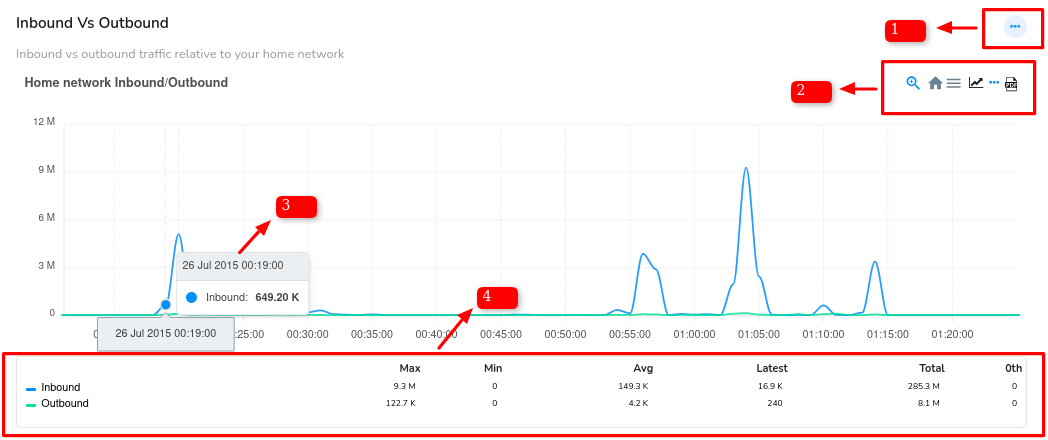 Inbound Vs Outbound
1
Inbound vs outbound traffic relative to your home network
Home network Inbound/Outbound
2
PDF
12 M
9 M
6 M
3 M
0
3
26 Jul 2015 00:19:00
Inbound: 649.20 K
4
26 Jul 2015 00:19:00
:25:00 00:30:00 00:35:00 00:40:00 00:45:00 00:50:00 00:55:00 01:00:00 01:05:00 01:10:00 01:15:00 01:20:00
Max Min Avg Latest Total 0th
Inbound 9.3 M 0 149.3 K 16.9 K 285.3 M 0
Outbound 122.7 K 0 4.2 K 240 8.1 M 0